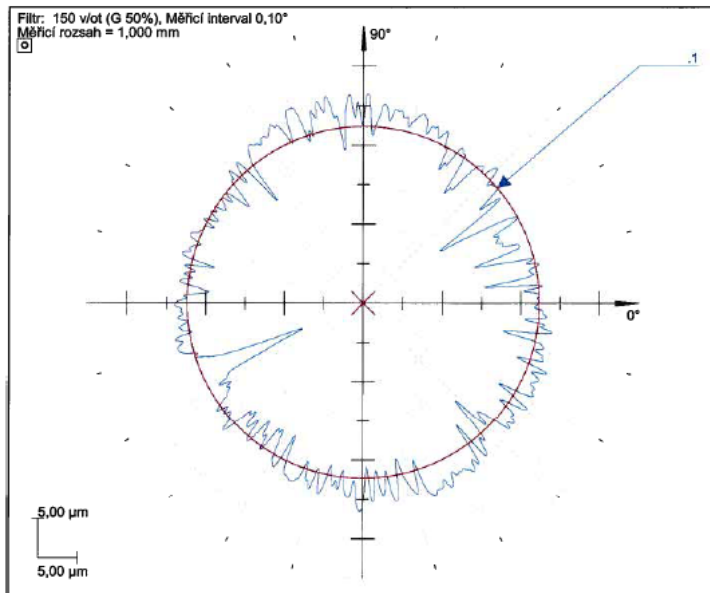 Filtr: 150 v/ot (G 50%), Měřicí interval 0,10°
Měřicí rozsah = 1,000 mm
90°
.1
0°
5,00 µm
5,00 µm